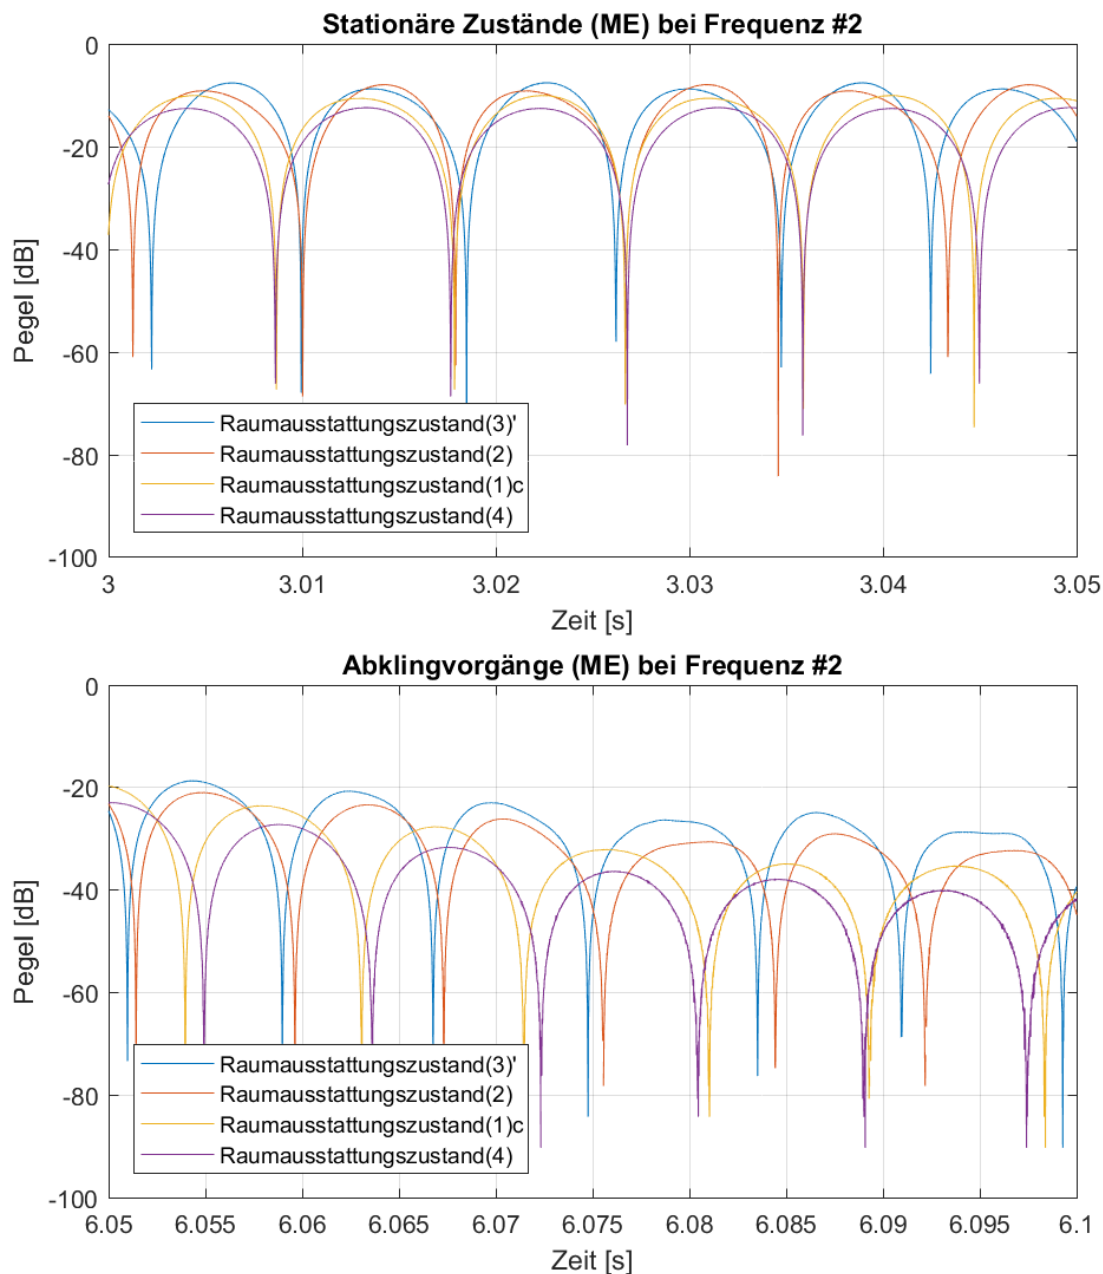 Stationäre Zustände (ME) bei Frequenz #2
0
-20
-40
-60
-80
-100
Pegel [dB]
Raumausstattungszustand(3)'
Raumausstattungszustand(2)
Raumausstattungszustand(1)c
Raumausstattungszustand(4)
3 3.01 3.02 3.03 3.04 3.05
Zeit [s]
Abklingvorgänge (ME) bei Frequenz #2
0
-20
-40
-60
-80
-100
Pegel [dB]
Raumausstattungszustand(3)'
Raumausstattungszustand(2)
Raumausstattungszustand(1)c
Raumausstattungszustand(4)
6.05 6.055 6.06 6.065 6.07 6.075 6.08 6.085 6.09 6.095 6.1
Zeit [s]